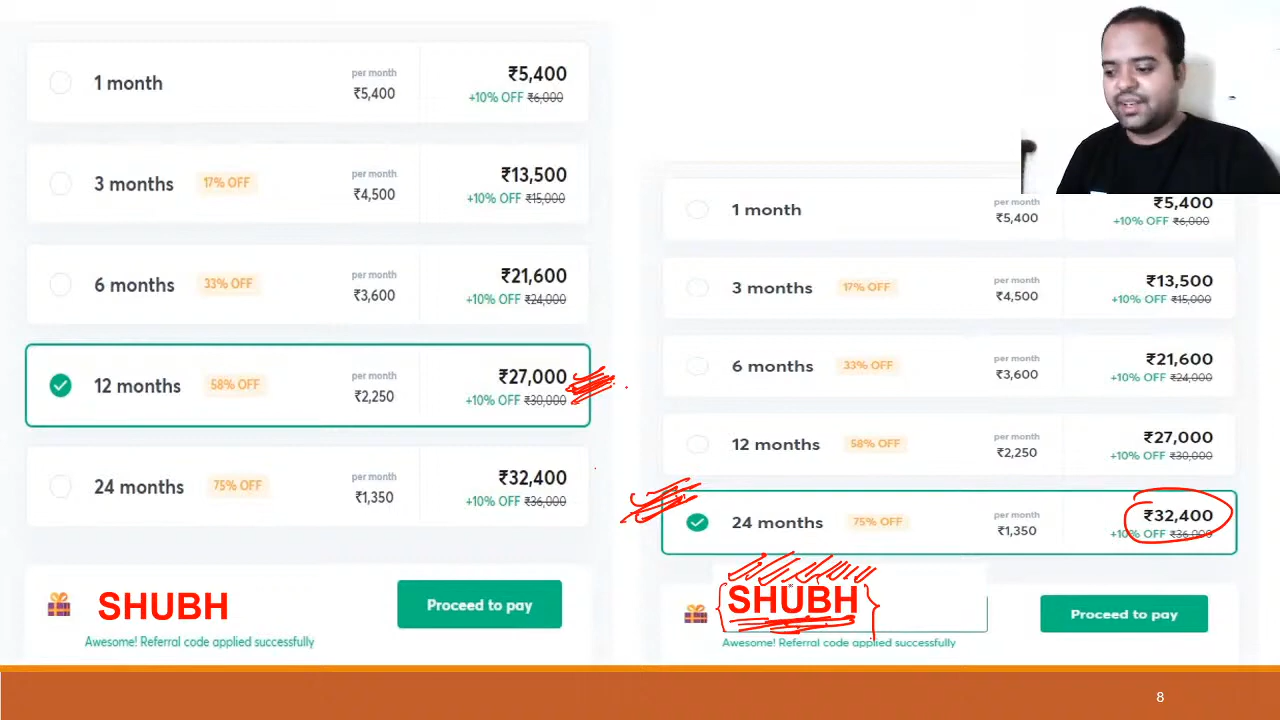 1 month
per month
₹5,400
₹5,400
+10% OFF ₹6,000
3 months
17% OFF
per month
₹4,500
₹13,500
+10% OFF ₹15,000
6 months
33% OFF
per month
₹3,600
₹21,600
+10% OFF ₹24,000
12 months
58% OFF
per month
₹2,250
₹27,000
+10% OFF ₹30,000
24 months
75% OFF
per month
₹1,350
₹32,400
+10% OFF ₹36,000
SHUBH
Proceed to pay
Awesome! Referral code applied successfully
1 month
per month
₹5,400
₹5,400
+10% OFF ₹6,000
3 months
17% OFF
per month
₹4,500
₹13,500
+10% OFF ₹15,000
6 months
33% OFF
per month
₹3,600
₹21,600
+10% OFF ₹24,000
12 months
58% OFF
per month
₹2,250
₹27,000
+10% OFF ₹30,000
24 months
75% OFF
per month
₹1,350
₹32,400
+10% OFF ₹36,000
SHUBH
Proceed to pay
Awesome! Referral code applied successfully
8